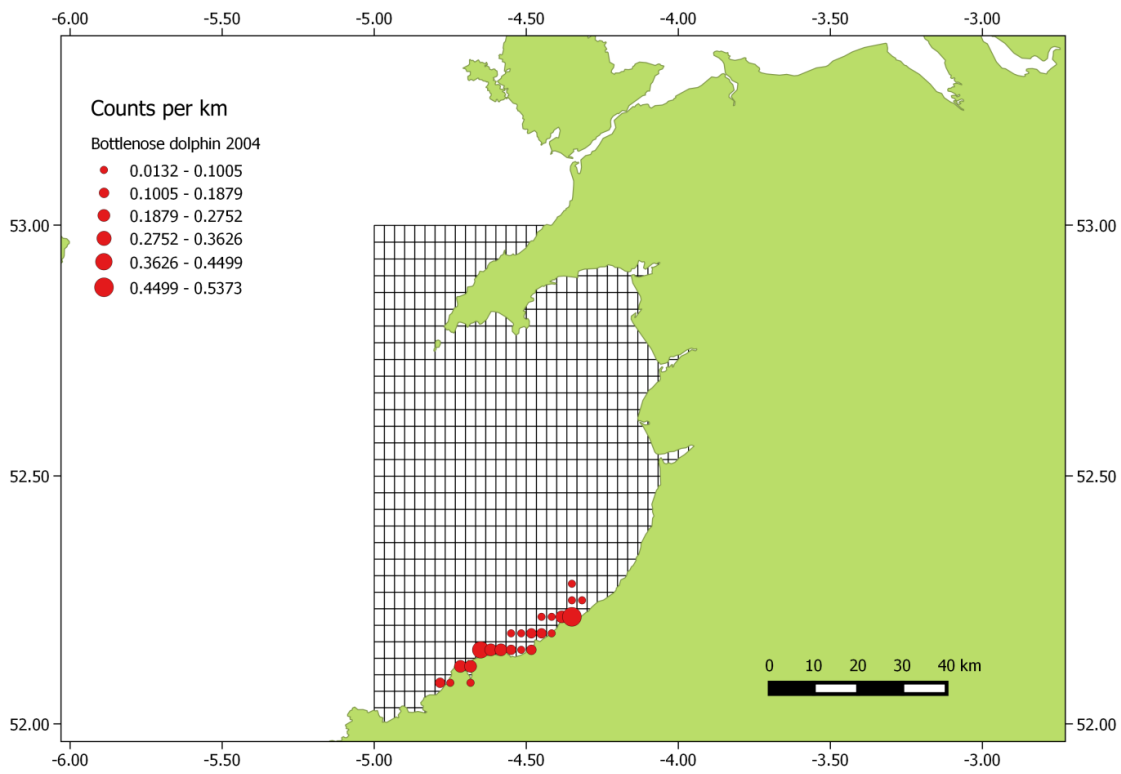 -6.00 -5.50 -5.00 -4.50 -4.00 -3.50 -3.00
Counts per km
Bottlenose dolphin 2004
0.0132 - 0.1005
0.1005 - 0.1879
0.1879 - 0.2752
0.2752 - 0.3626
0.3626 - 0.4499
0.4499 - 0.5373
53.00 53.00
52.50 52.50
0 10 20 30 40 km
52.00 52.00
-6.00 -5.50 -5.00 -4.50 -4.00 -3.50 -3.00